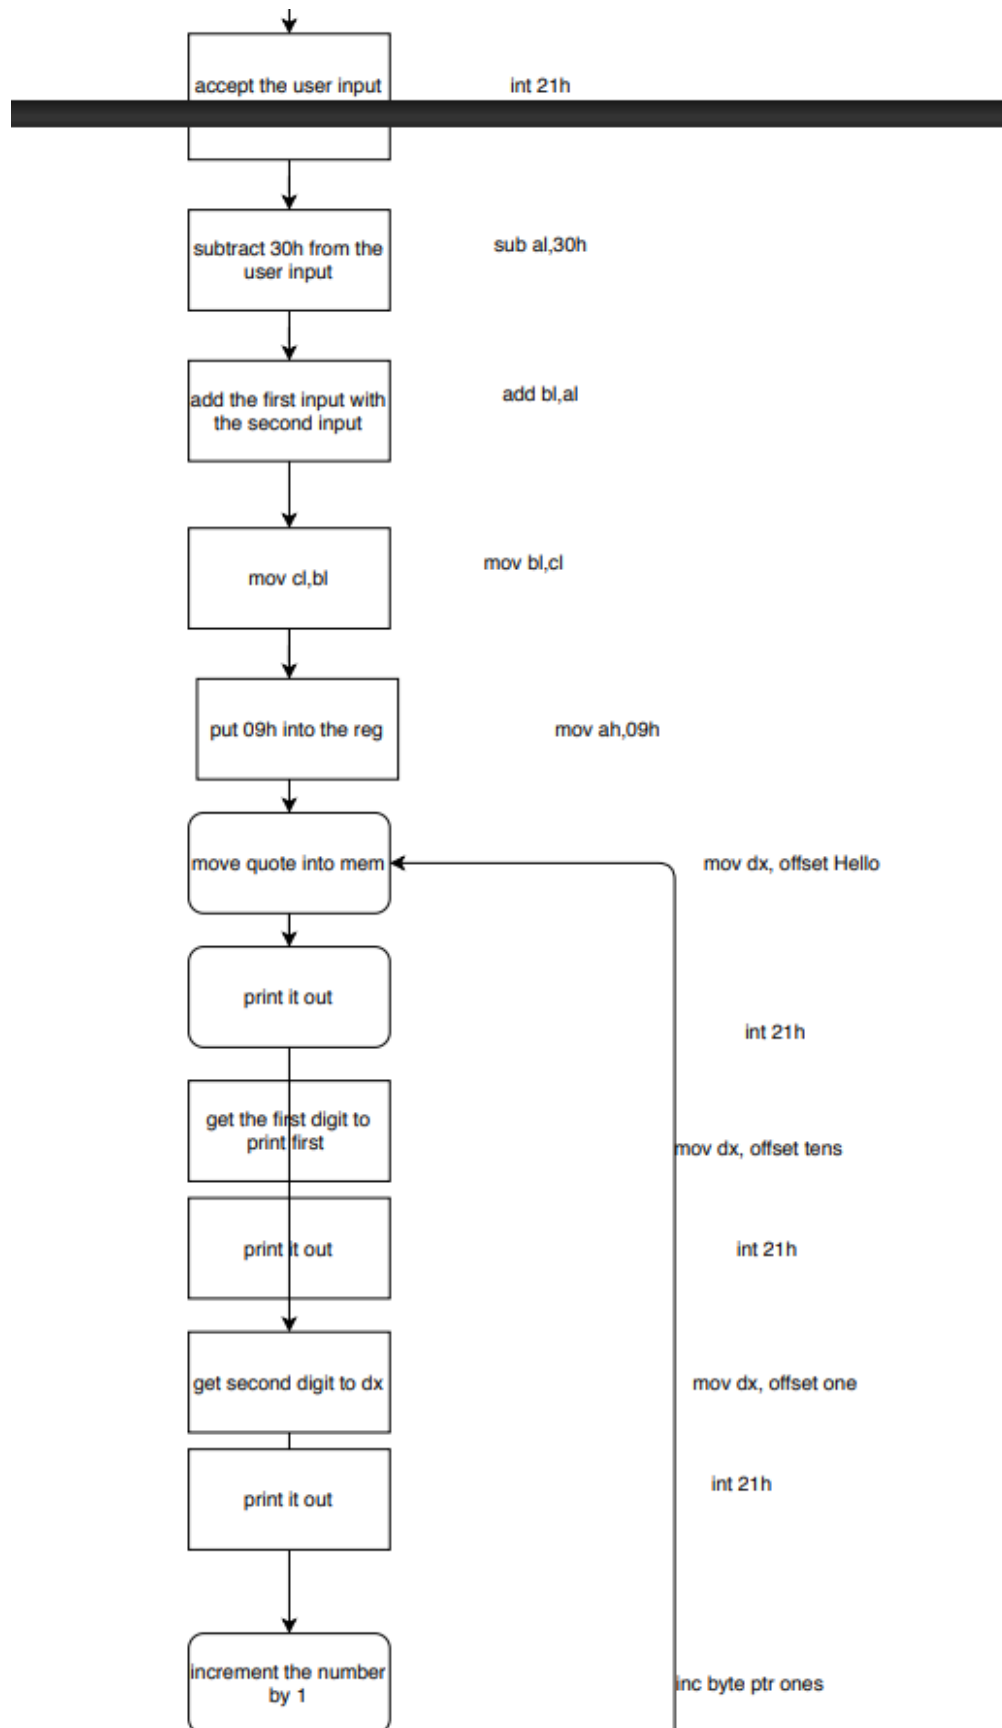 accept the user input
int 21h
subtract 30h from the
user input
sub al,30h
add the first input with
the second input
add bl,al
mov cl,bl
mov bl,cl
put 09h into the reg
mov ah,09h
move quote into mem
mov dx, offset Hello
print it out
int 21h
get the first digit to
print first
mov dx, offset tens
print it out
int 21h
get second digit to dx
mov dx, offset one
print it out
int 21h
increment the number
by 1
inc byte ptr ones